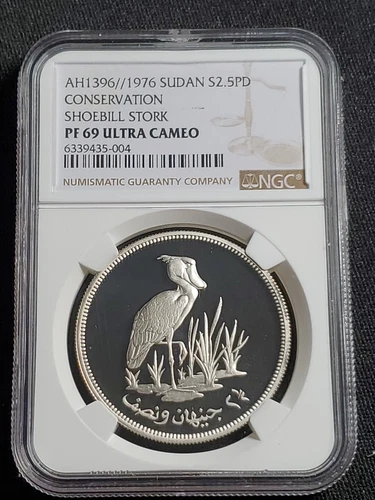 AH1396//1976 SUDAN S2.5PD
CONSERVATION
SHOEBILL STORK
PF 69 ULTRA CAMEO
6339435-004
NUMISMATIC GUARANTY COMPANY NGC®
٢½ جنيهان ونصف